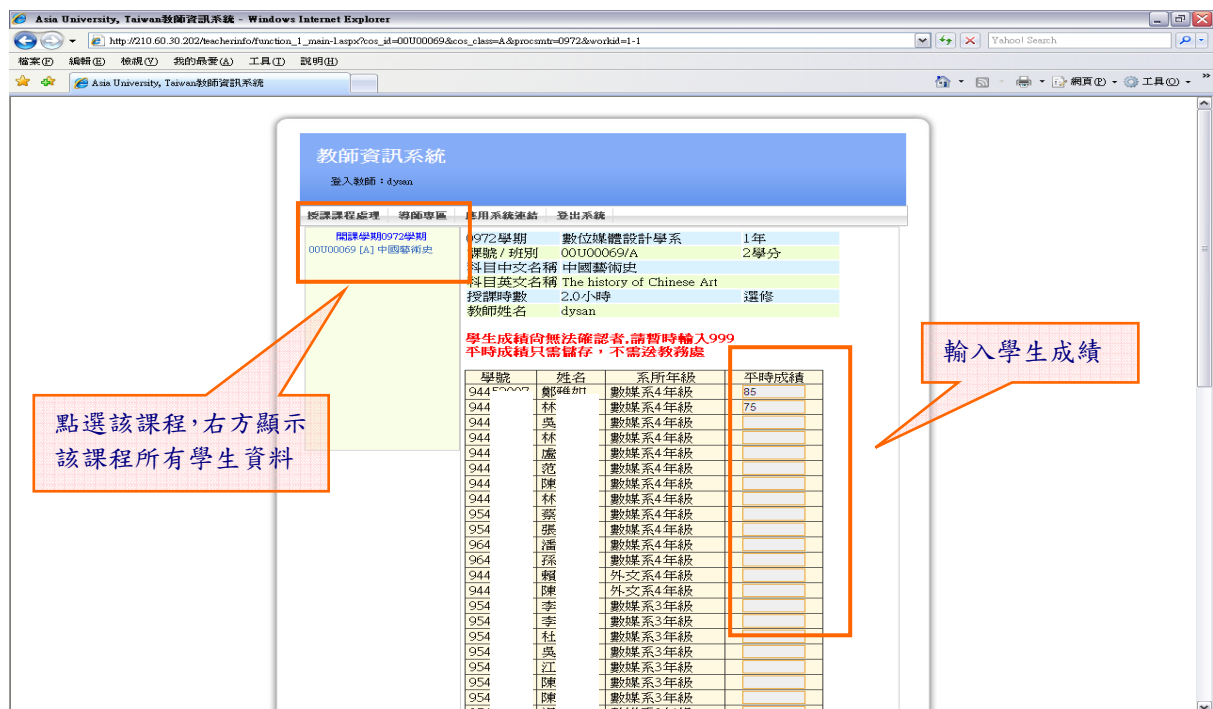 Asia University, Taiwan教師資訊系統 - Windows Internet Explorer
http://210.60.30.202/teacherinfo/function_1_main-1.aspx?cos_id=00U00069&cos_class=A&procsmtr=0972&workid=1-1
Yahoo! Search
檔案(F) 編輯(E) 檢視(V) 我的最愛(A) 工具(T) 說明(H)
Asia University, Taiwan教師資訊系統
網頁(P) 工具(O)
教師資訊系統
登入教師：dysan
授課課程處理 導師專區 應用系統連結 登出系統
開課學期0972學期
00U00069 [A] 中國藝術史
0972學期 數位媒體設計學系 1年
課號/班別 00U00069/A 2學分
科目中文名稱 中國藝術史
科目英文名稱 The history of Chinese Art
授課時數 2.0小時 選修
教師姓名 dysan
學生成績尚無法確認者,請暫時輸入999
平時成績只需儲存，不需送教務處
輸入學生成績
點選該課程,右方顯示
該課程所有學生資料
學號 姓名 系所年級 平時成績
944 鄭雅如 數媒系4年級 85
944 林 數媒系4年級 75
944 吳 數媒系4年級
944 林 數媒系4年級
944 盧 數媒系4年級
944 范 數媒系4年級
944 陳 數媒系4年級
944 林 數媒系4年級
954 蔡 數媒系4年級
954 張 數媒系4年級
964 潘 數媒系4年級
964 孫 數媒系4年級
944 賴 外文系4年級
944 陳 外文系4年級
954 李 數媒系3年級
954 李 數媒系3年級
954 杜 數媒系3年級
954 吳 數媒系3年級
954 江 數媒系3年級
954 陳 數媒系3年級
954 陳 數媒系3年級